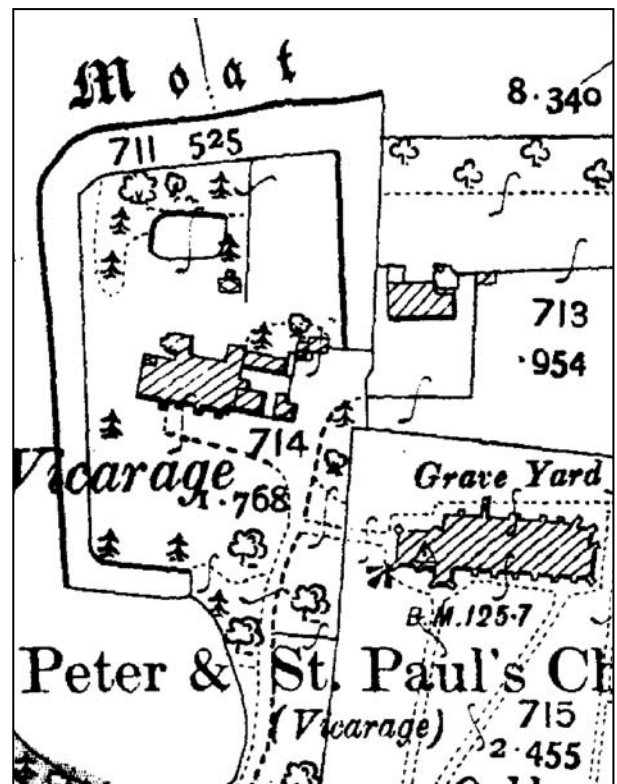 Moat
8·340
711 525
713
·954
714
Vicarage
1·768
Grave Yard
B.M.125·7
Peter & St. Paul's Ch
(Vicarage)
715
2·455